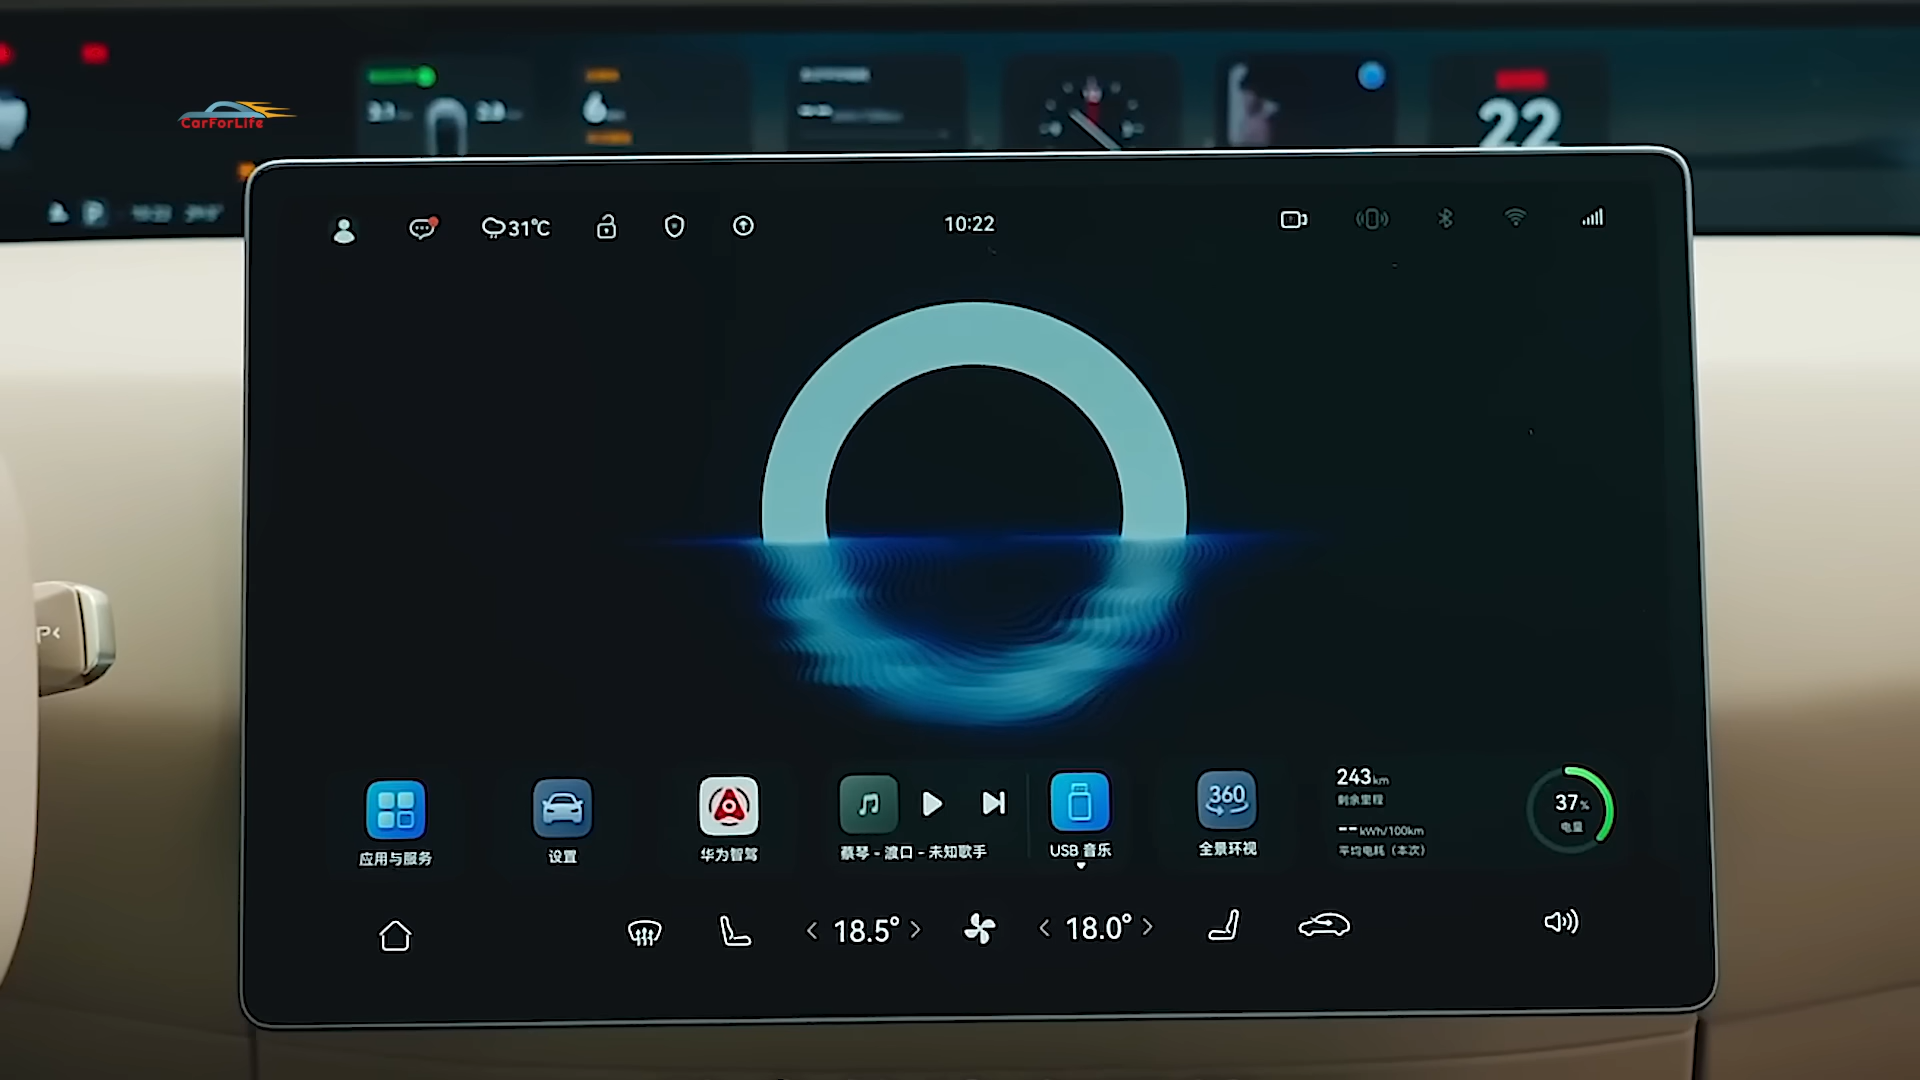 CarForLife
22
31℃
10:22
P<
360
243km
剩余里程
37%
电量
--kWh/100km
平均电耗（本次）
应用与服务
设置
华为智驾
蔡琴 - 渡口 - 未知歌手
USB 音乐
全景环视
< 18.5° >
< 18.0° >